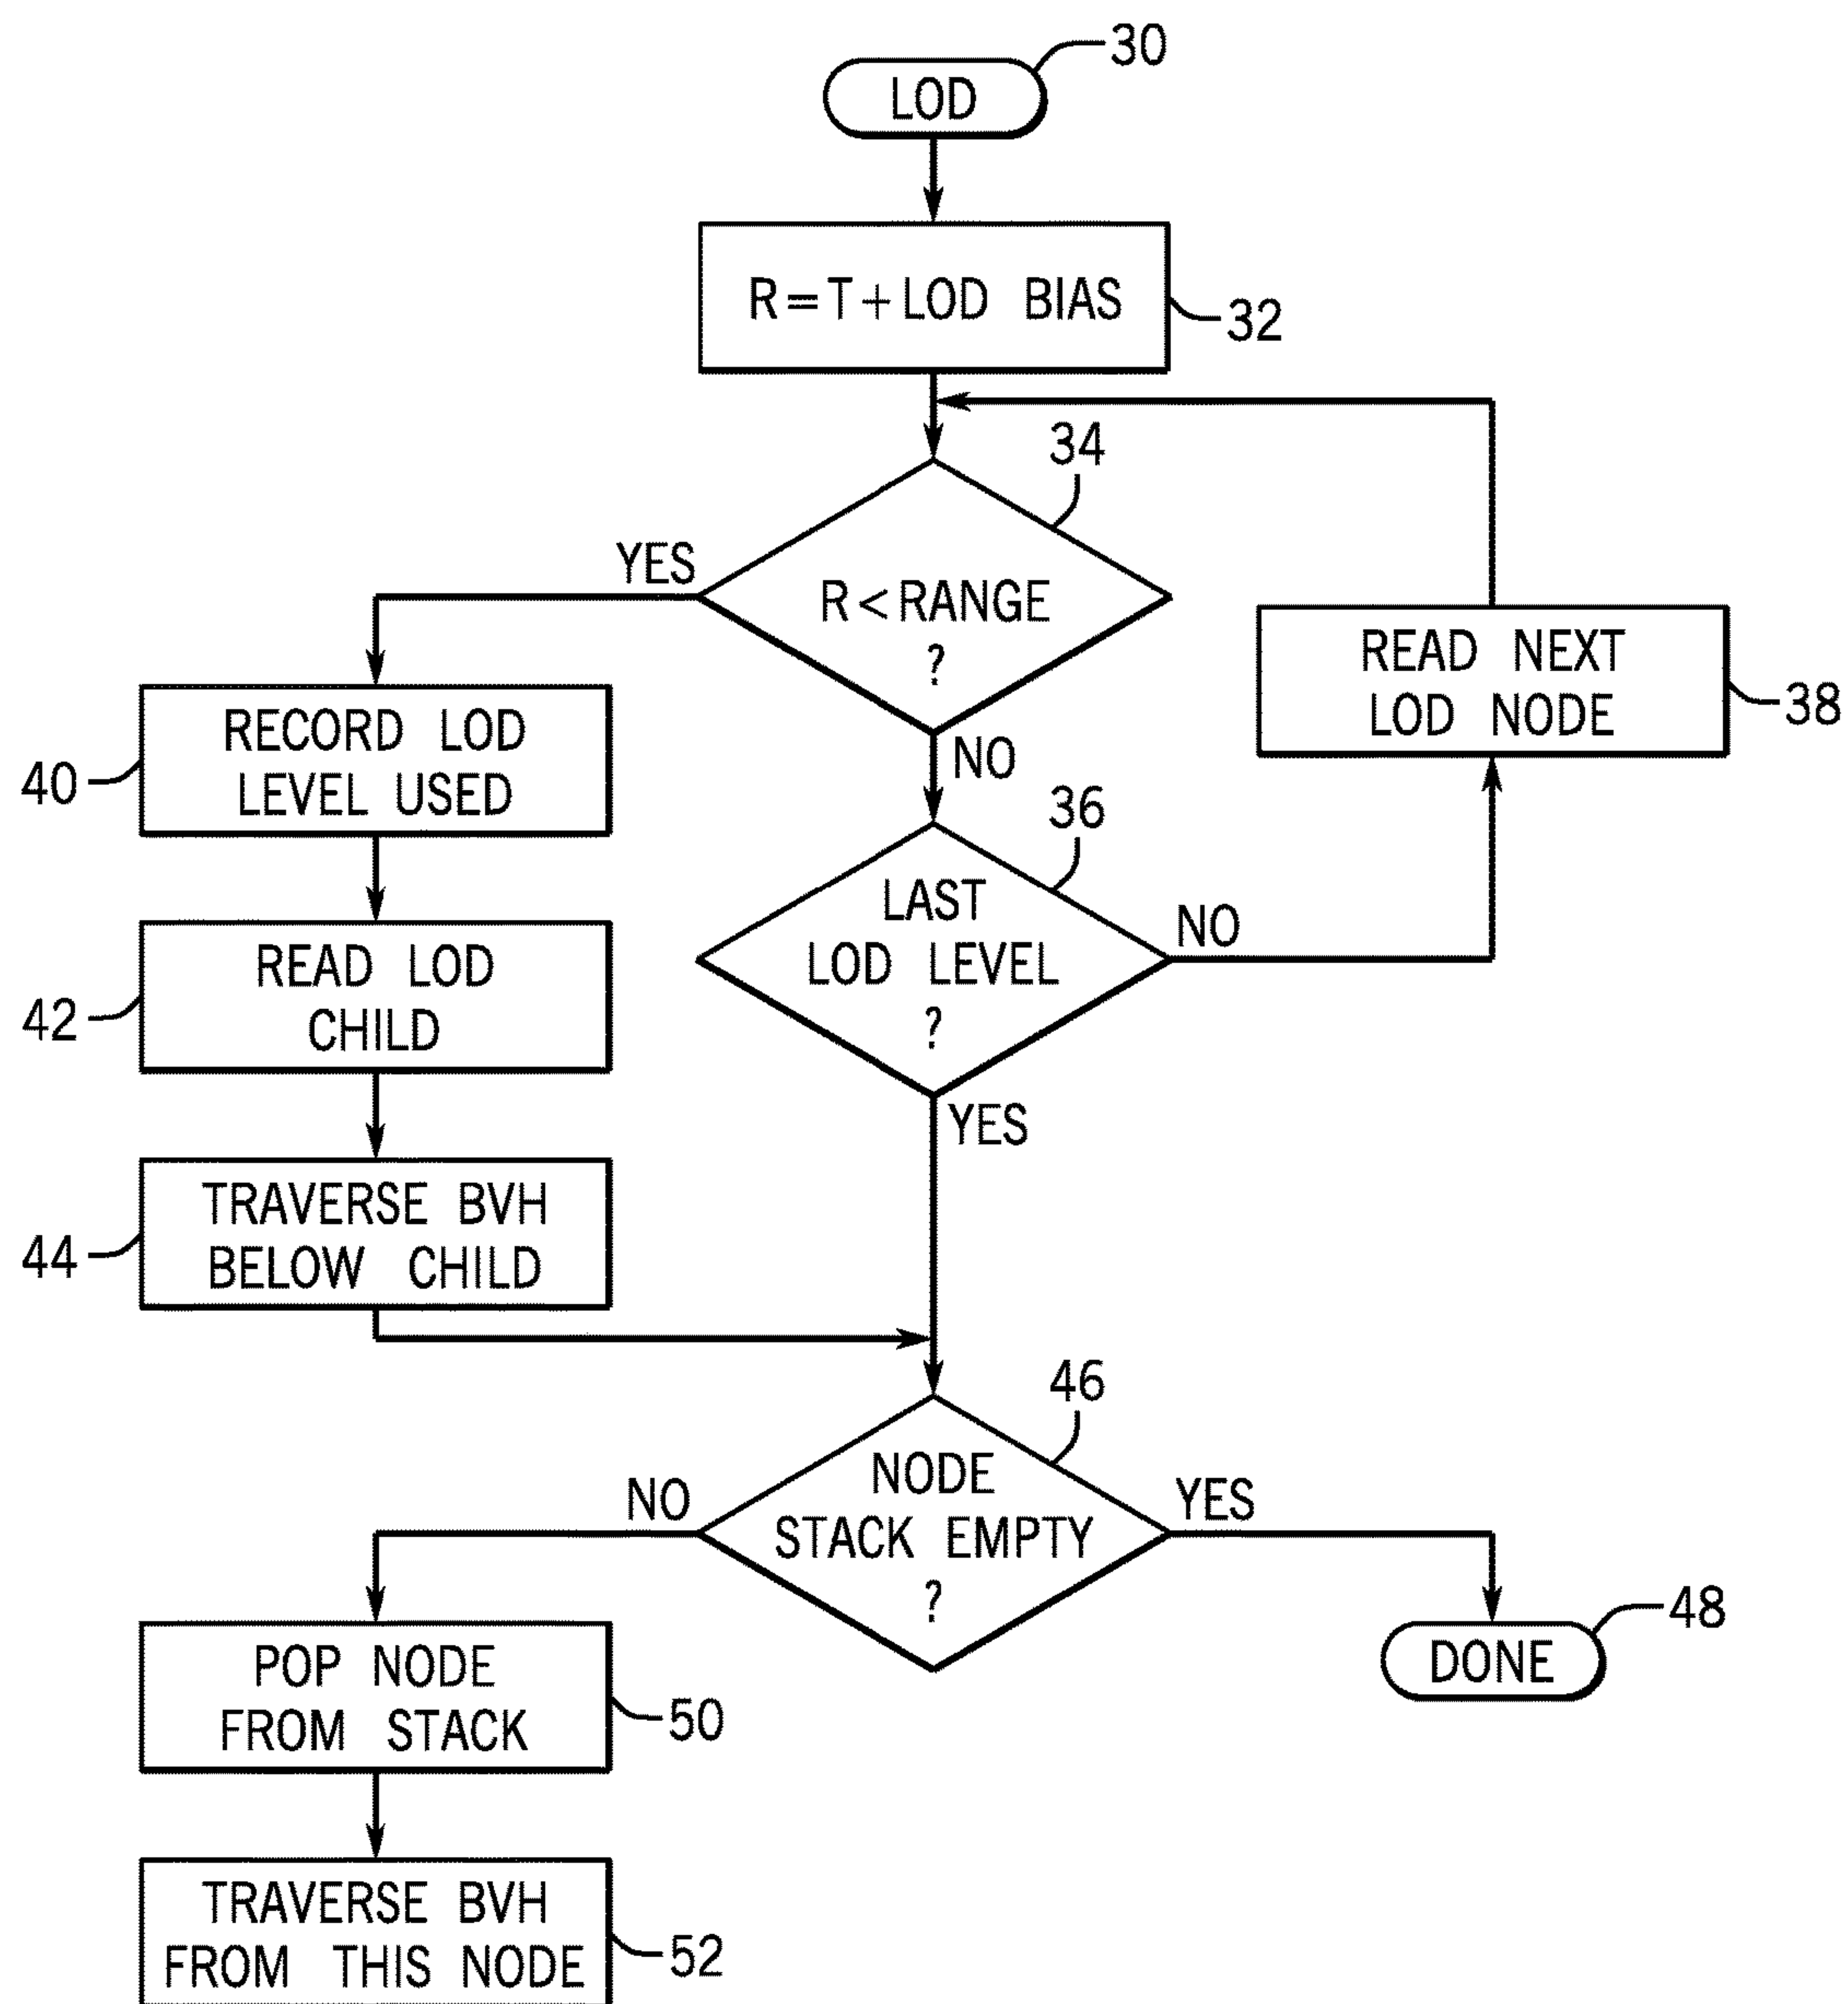 30
LOD
R=T+LOD BIAS
32
34
YES
R<RANGE
?
NO
READ NEXT
LOD NODE
38
RECORD LOD
LEVEL USED
40
36
LAST
LOD LEVEL
?
NO
YES
READ LOD
CHILD
42
TRAVERSE BVH
BELOW CHILD
44
46
NODE
STACK EMPTY
?
NO
YES
48
DONE
POP NODE
FROM STACK
50
TRAVERSE BVH
FROM THIS NODE
52